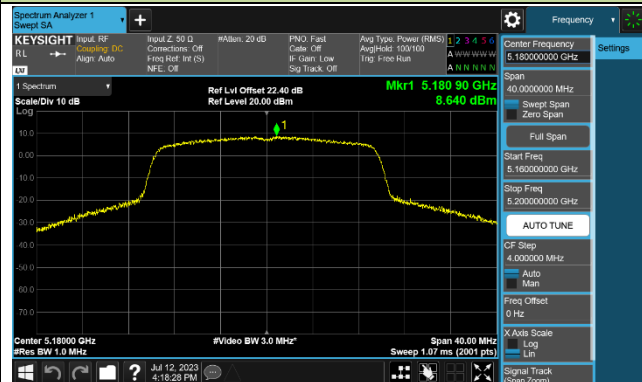 Spectrum Analyzer 1
Swept SA
+
Frequency
KEYSIGHT
RL
Input: RF
Coupling: DC
Align: Auto
Input Z: 50 Ω
Corrections: Off
Freq Ref: Int (S)
NFE: Off
#Atten: 20 dB
PNO: Fast
Gate: Off
IF Gain: Low
Sig Track: Off
Avg Type: Power (RMS)
Avg|Hold: 100/100
Trig: Free Run
1 2 3 4 5 6
A W W W W W
A N N N N N
LXI
1 Spectrum
Scale/Div 10 dB
Ref Lvl Offset 22.40 dB
Ref Level 20.00 dBm
Mkr1 5.180 90 GHz
8.640 dBm
Log
1
10.0
0.00
-10.0
-20.0
-30.0
-40.0
-50.0
-60.0
-70.0
Center 5.18000 GHz
#Res BW 1.0 MHz
#Video BW 3.0 MHz*
Span 40.00 MHz
Sweep 1.07 ms (2001 pts)
Center Frequency
5.18000000 GHz
Settings
Span
40.0000000 MHz
Swept Span
Zero Span
Full Span
Start Freq
5.160000000 GHz
Stop Freq
5.200000000 GHz
AUTO TUNE
CF Step
4.000000 MHz
Auto
Man
Freq Offset
0 Hz
X Axis Scale
Log
Lin
Signal Track
(Span Zoom)
?
Jul 12, 2023
4:18:28 PM